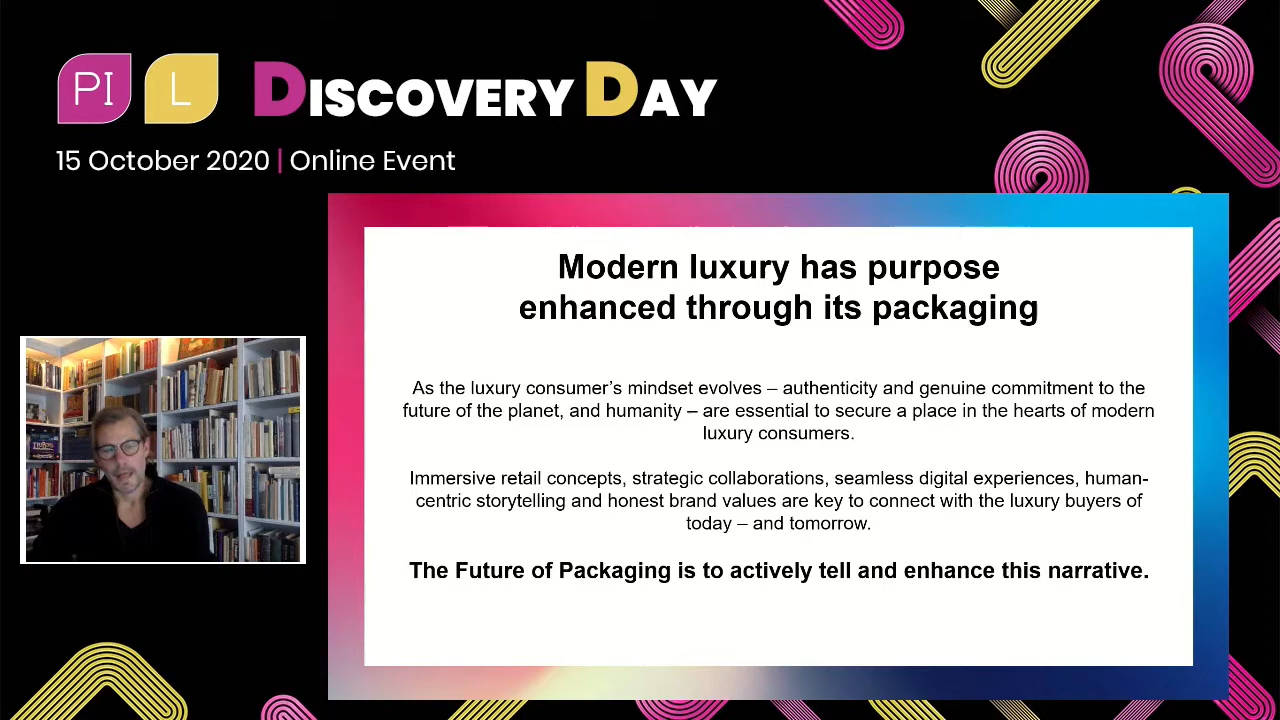 PI L DISCOVERY DAY
15 October 2020 | Online Event
Modern luxury has purpose
enhanced through its packaging
As the luxury consumer’s mindset evolves – authenticity and genuine commitment to the
future of the planet, and humanity – are essential to secure a place in the hearts of modern
luxury consumers.
Immersive retail concepts, strategic collaborations, seamless digital experiences, human-
centric storytelling and honest brand values are key to connect with the luxury buyers of
today – and tomorrow.
The Future of Packaging is to actively tell and enhance this narrative.